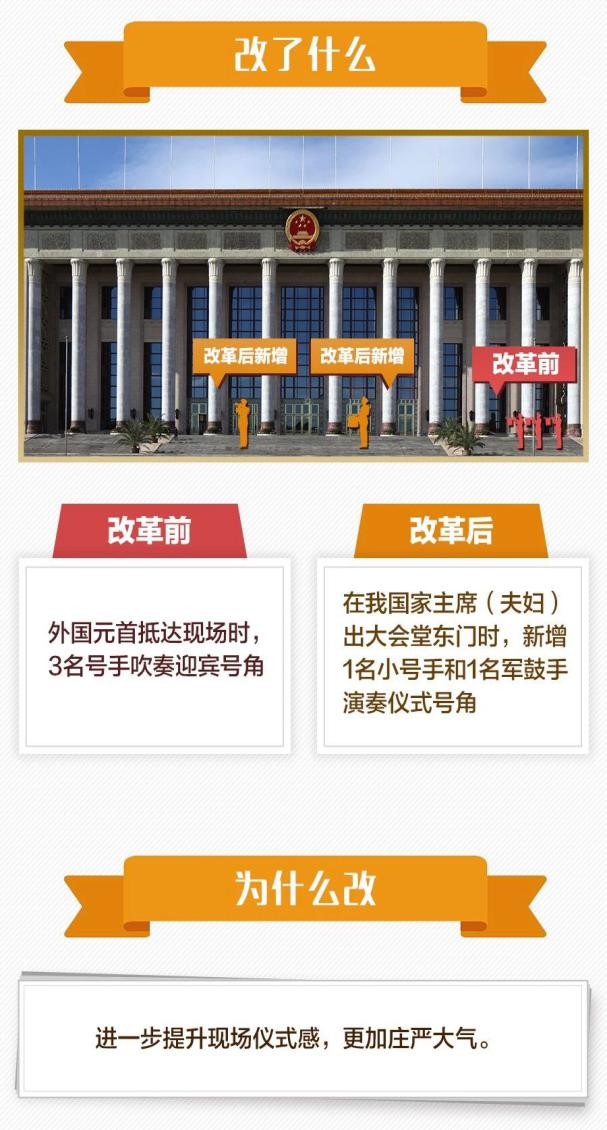 改了什么
改革后新增
改革后新增
改革前
改革前
外国元首抵达现场时，
3名号手吹奏迎宾号角
改革后
在我国家主席（夫妇）
出大会堂东门时，新增
1名小号手和1名军鼓手
演奏仪式号角
为什么改
进一步提升现场仪式感，更加庄严大气。